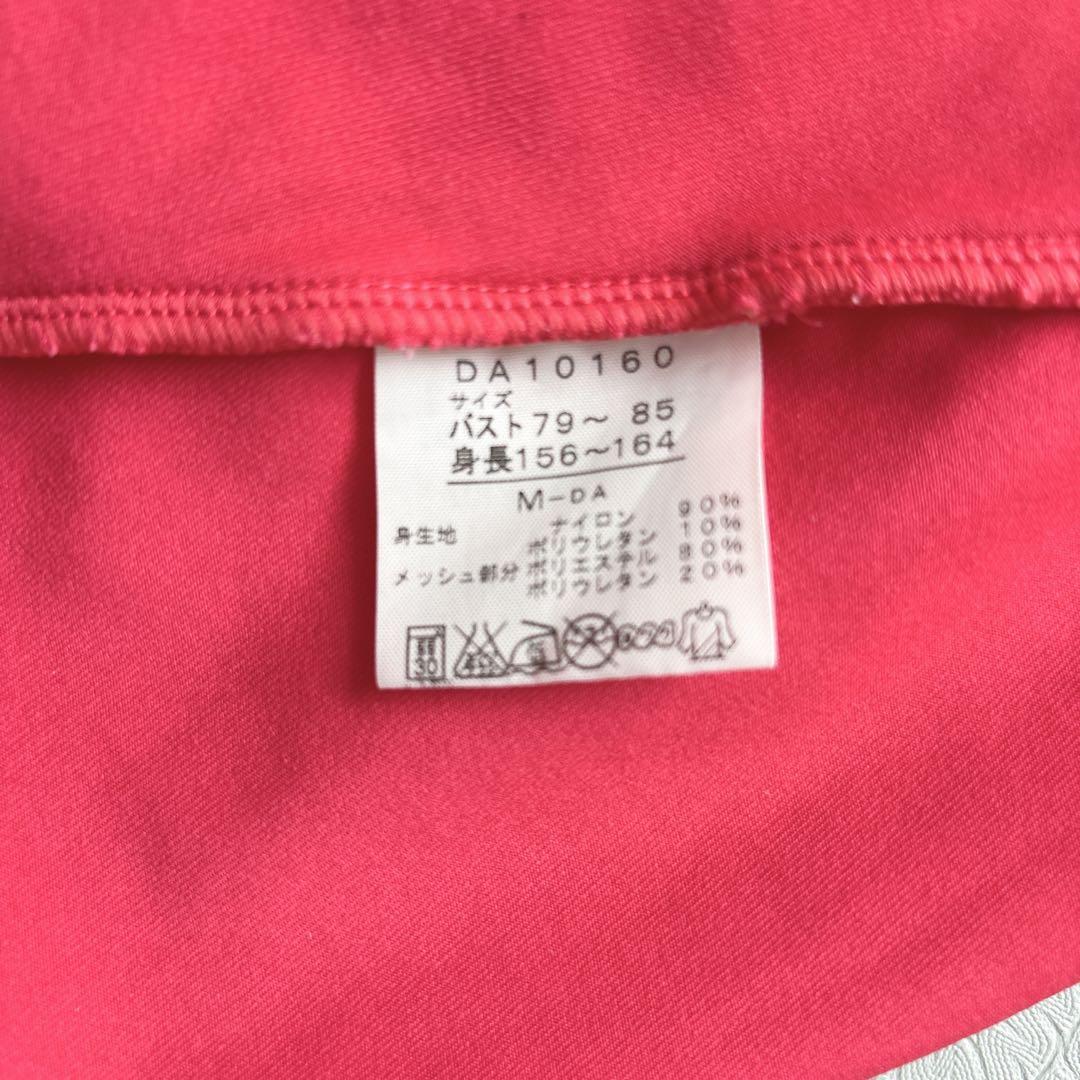 DA10160
サイズ
バスト79～ 85
身長156～164
M-DA
身生地 ナイロン 90%
ポリウレタン 10%
メッシュ部分 ポリエステル 80%
ポリウレタン 20%
30